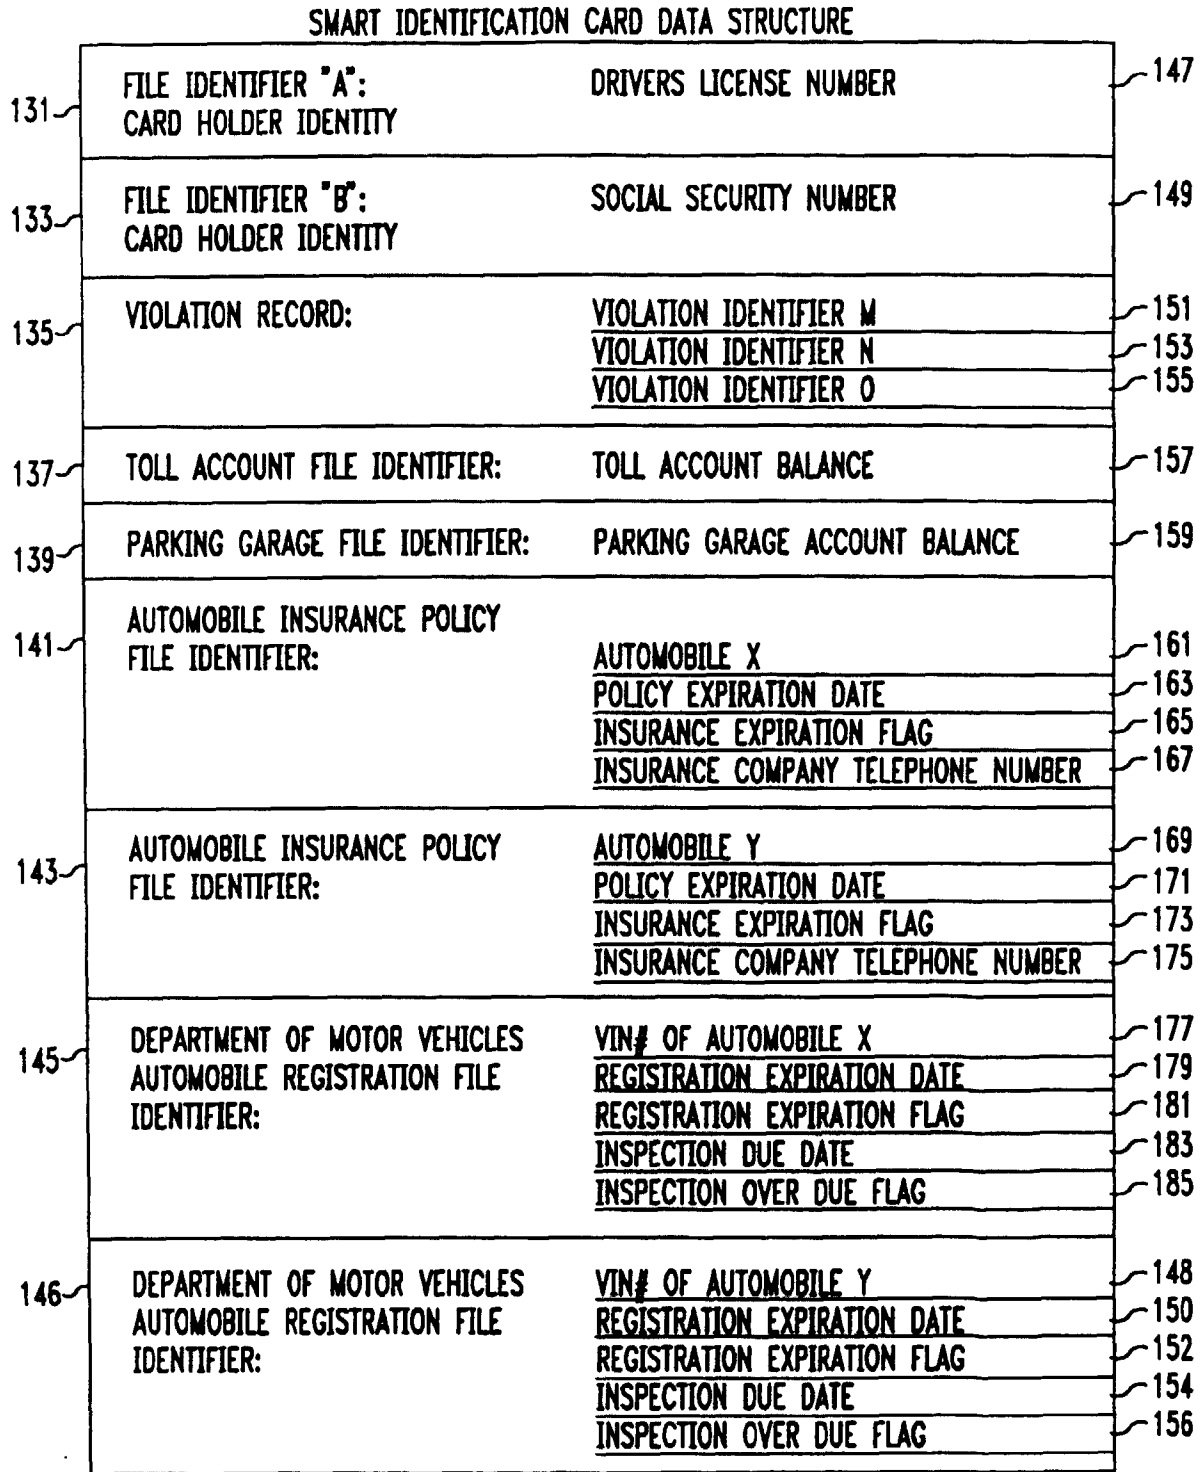 SMART IDENTIFICATION CARD DATA STRUCTURE
131 FILE IDENTIFIER "A": DRIVERS LICENSE NUMBER 147
CARD HOLDER IDENTITY
133 FILE IDENTIFIER "B": SOCIAL SECURITY NUMBER 149
CARD HOLDER IDENTITY
135 VIOLATION RECORD: VIOLATION IDENTIFIER M 151
VIOLATION IDENTIFIER N 153
VIOLATION IDENTIFIER O 155
137 TOLL ACCOUNT FILE IDENTIFIER: TOLL ACCOUNT BALANCE 157
139 PARKING GARAGE FILE IDENTIFIER: PARKING GARAGE ACCOUNT BALANCE 159
AUTOMOBILE INSURANCE POLICY
141 FILE IDENTIFIER: AUTOMOBILE X 161
POLICY EXPIRATION DATE 163
INSURANCE EXPIRATION FLAG 165
INSURANCE COMPANY TELEPHONE NUMBER 167
143 AUTOMOBILE INSURANCE POLICY AUTOMOBILE Y 169
FILE IDENTIFIER: POLICY EXPIRATION DATE 171
INSURANCE EXPIRATION FLAG 173
INSURANCE COMPANY TELEPHONE NUMBER 175
145 DEPARTMENT OF MOTOR VEHICLES VIN# OF AUTOMOBILE X 177
AUTOMOBILE REGISTRATION FILE REGISTRATION EXPIRATION DATE 179
IDENTIFIER: REGISTRATION EXPIRATION FLAG 181
INSPECTION DUE DATE 183
INSPECTION OVER DUE FLAG 185
146 DEPARTMENT OF MOTOR VEHICLES VIN# OF AUTOMOBILE Y 148
AUTOMOBILE REGISTRATION FILE REGISTRATION EXPIRATION DATE 150
IDENTIFIER: REGISTRATION EXPIRATION FLAG 152
INSPECTION DUE DATE 154
INSPECTION OVER DUE FLAG 156